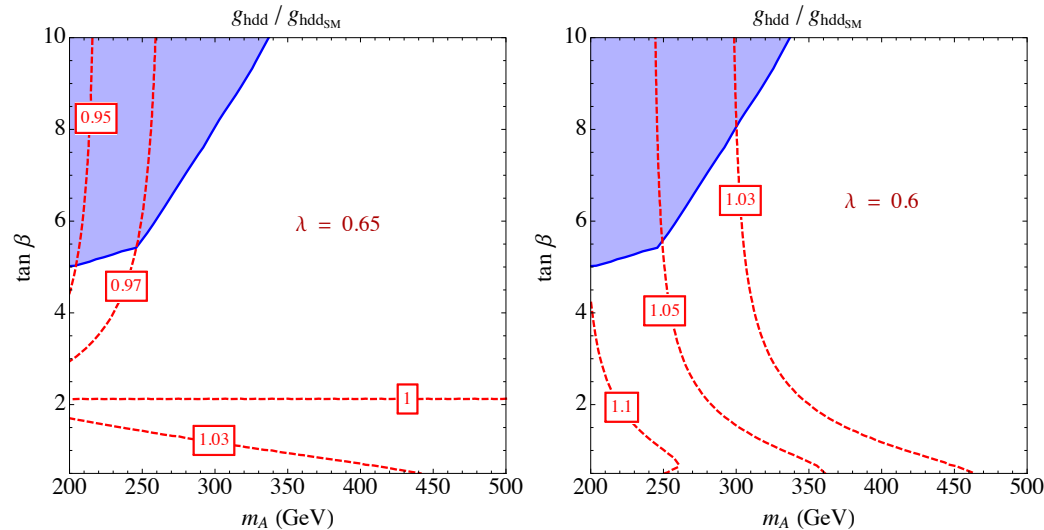 g_hdd / g_hdd_SM
10
8
6
4
2
tan β
0.95
0.97
λ = 0.65
1
1.03
200 250 300 350 400 450 500
m_A (GeV)
g_hdd / g_hdd_SM
10
8
6
4
2
tan β
1.03
λ = 0.6
1.05
1.1
200 250 300 350 400 450 500
m_A (GeV)